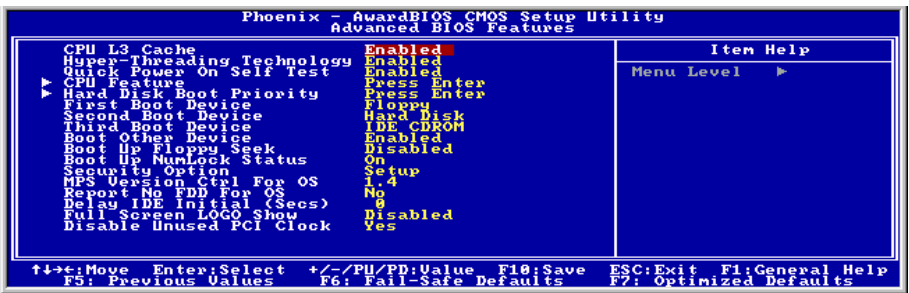 Phoenix - AwardBIOS CMOS Setup Utility
Advanced BIOS Features
CPU L3 Cache Enabled
Hyper-Threading Technology Enabled
Quick Power On Self Test Enabled
► CPU Feature Press Enter
► Hard Disk Boot Priority Press Enter
First Boot Device Floppy
Second Boot Device Hard Disk
Third Boot Device IDE CDROM
Boot Other Device Enabled
Boot Up Floppy Seek Disabled
Boot Up NumLock Status On
Security Option Setup
MPS Version Ctrl For OS 1.4
Report No FDD For OS No
Delay IDE Initial (Secs) 0
Full Screen LOGO Show Disabled
Disable Unused PCI Clock Yes
Item Help
Menu Level ►
↑↓→←:Move Enter:Select +/-/PU/PD:Value F10:Save ESC:Exit F1:General Help
F5: Previous Values F6: Fail-Safe Defaults F7: Optimized Defaults